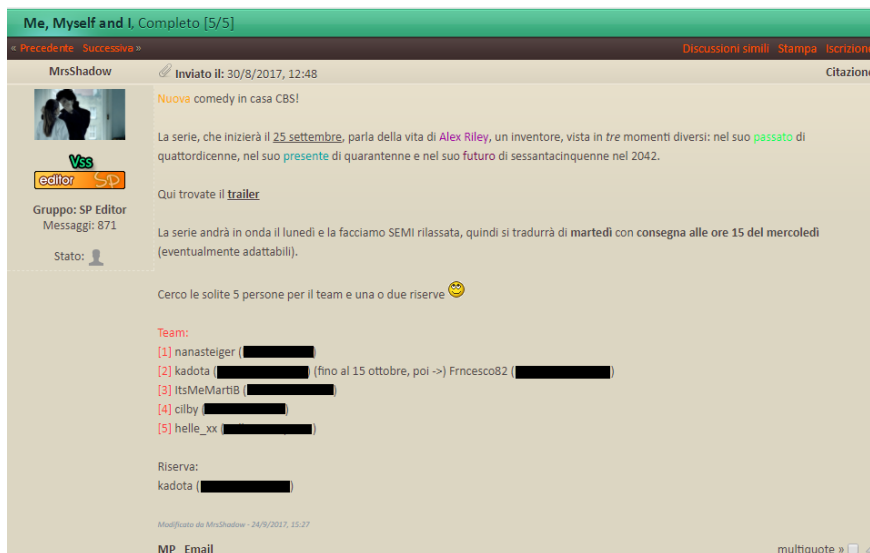 Me, Myself and I, Completo [5/5]
« Precedente Successiva »
Discussioni simili Stampa Iscrizione
MrsShadow
Inviato il: 30/8/2017, 12:48
Citazione
Nuova comedy in casa CBS!
La serie, che inizierà il 25 settembre, parla della vita di Alex Riley, un inventore, vista in tre momenti diversi: nel suo passato di
quattordicenne, nel suo presente di quarantenne e nel suo futuro di sessantacinquenne nel 2042.
Vss
editor SP
Qui trovate il trailer
Gruppo: SP Editor
Messaggi: 871
Stato:
La serie andrà in onda il lunedì e la facciamo SEMI rilassata, quindi si tradurrà di martedì con consegna alle ore 15 del mercoledì
(eventualmente adattabili).
Cerco le solite 5 persone per il team e una o due riserve
Team:
[1] nanasteiger ( )
[2] kadota ( ) (fino al 15 ottobre, poi ->) Frncesco82 ( )
[3] ItsMeMartiB ( )
[4] cilby ( )
[5] helle_xx ( )
Riserva:
kadota ( )
Modificato da MrsShadow - 24/9/2017, 15:27
MP Email
multiquote »